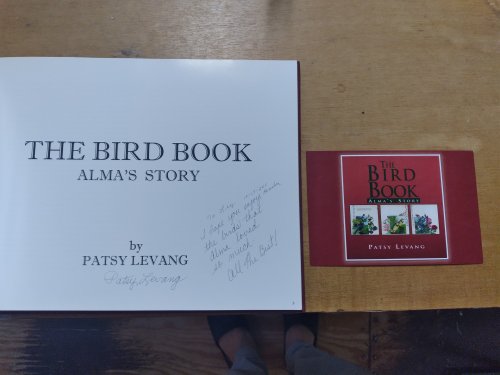 THE BIRD BOOK
ALMA'S STORY
by
PATSY LEVANG
Patsy Levang
I hope you enjoy
the birds that
Alma loved
so much
All the Best!
THE
BIRD
BOOK
ALMA'S STORY
PATSY LEVANG